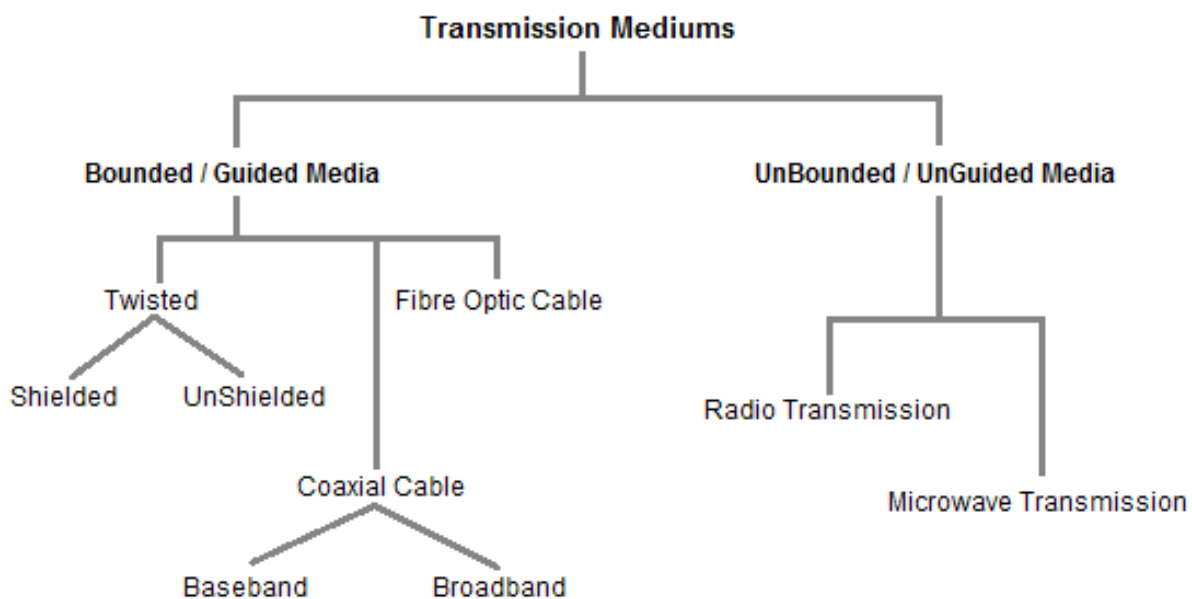 Transmission Mediums
Bounded / Guided Media
UnBounded / UnGuided Media
Twisted
Fibre Optic Cable
Shielded
UnShielded
Radio Transmission
Coaxial Cable
Microwave Transmission
Baseband
Broadband